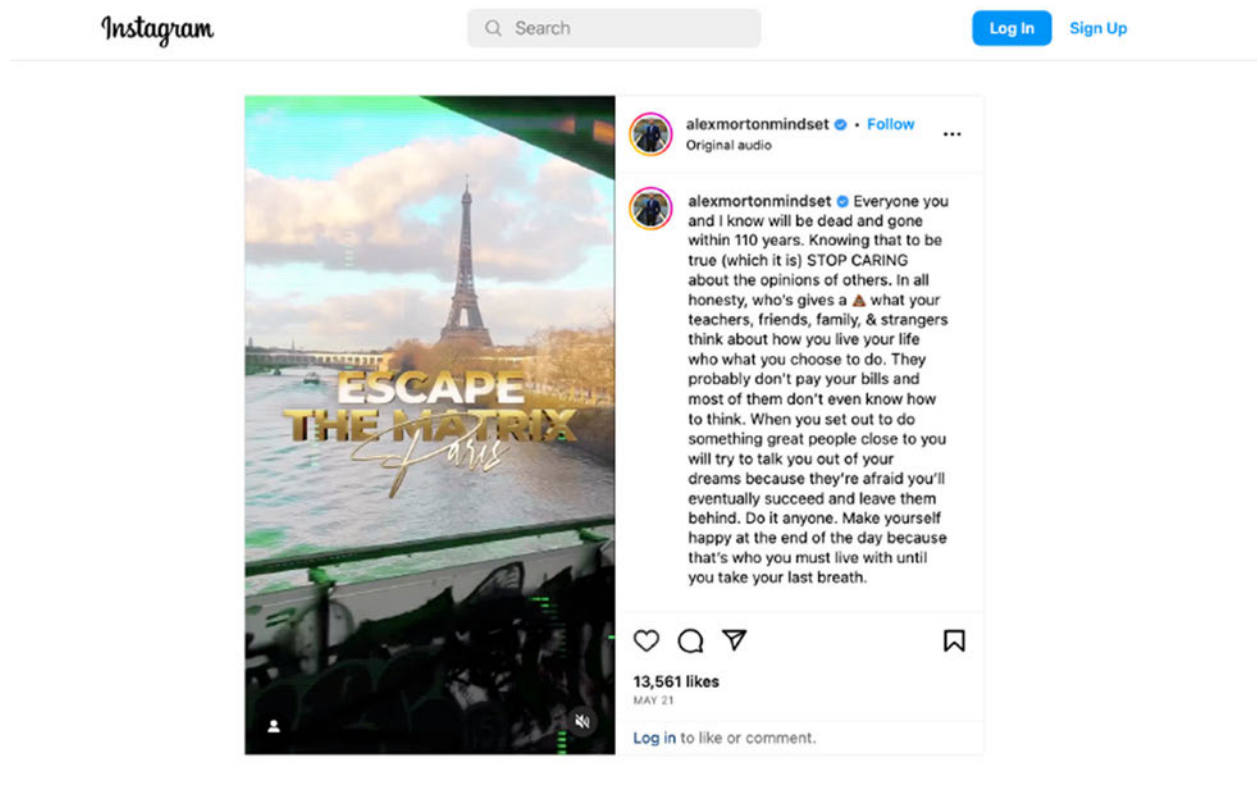 Instagram
Search
Log In
Sign Up
ESCAPE
THE MATRIX
Paris
alexmortonmindset • Follow
Original audio
alexmortonmindset Everyone you
and I know will be dead and gone
within 110 years. Knowing that to be
true (which it is) STOP CARING
about the opinions of others. In all
honesty, who's gives a 💩 what your
teachers, friends, family, & strangers
think about how you live your life
who what you choose to do. They
probably don't pay your bills and
most of them don't even know how
to think. When you set out to do
something great people close to you
will try to talk you out of your
dreams because they're afraid you'll
eventually succeed and leave them
behind. Do it anyone. Make yourself
happy at the end of the day because
that's who you must live with until
you take your last breath.
13,561 likes
MAY 21
Log in to like or comment.